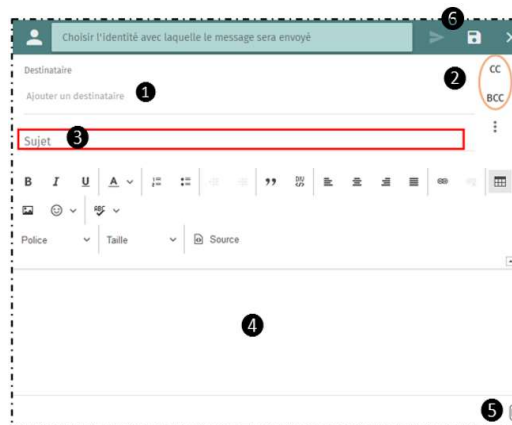 6
Choisir l'identité avec laquelle le message sera envoyé
Destinataire
2
CC
Ajouter un destinataire
1
BCC
3
Sujet
B I U A
Police Taille Source
4
5